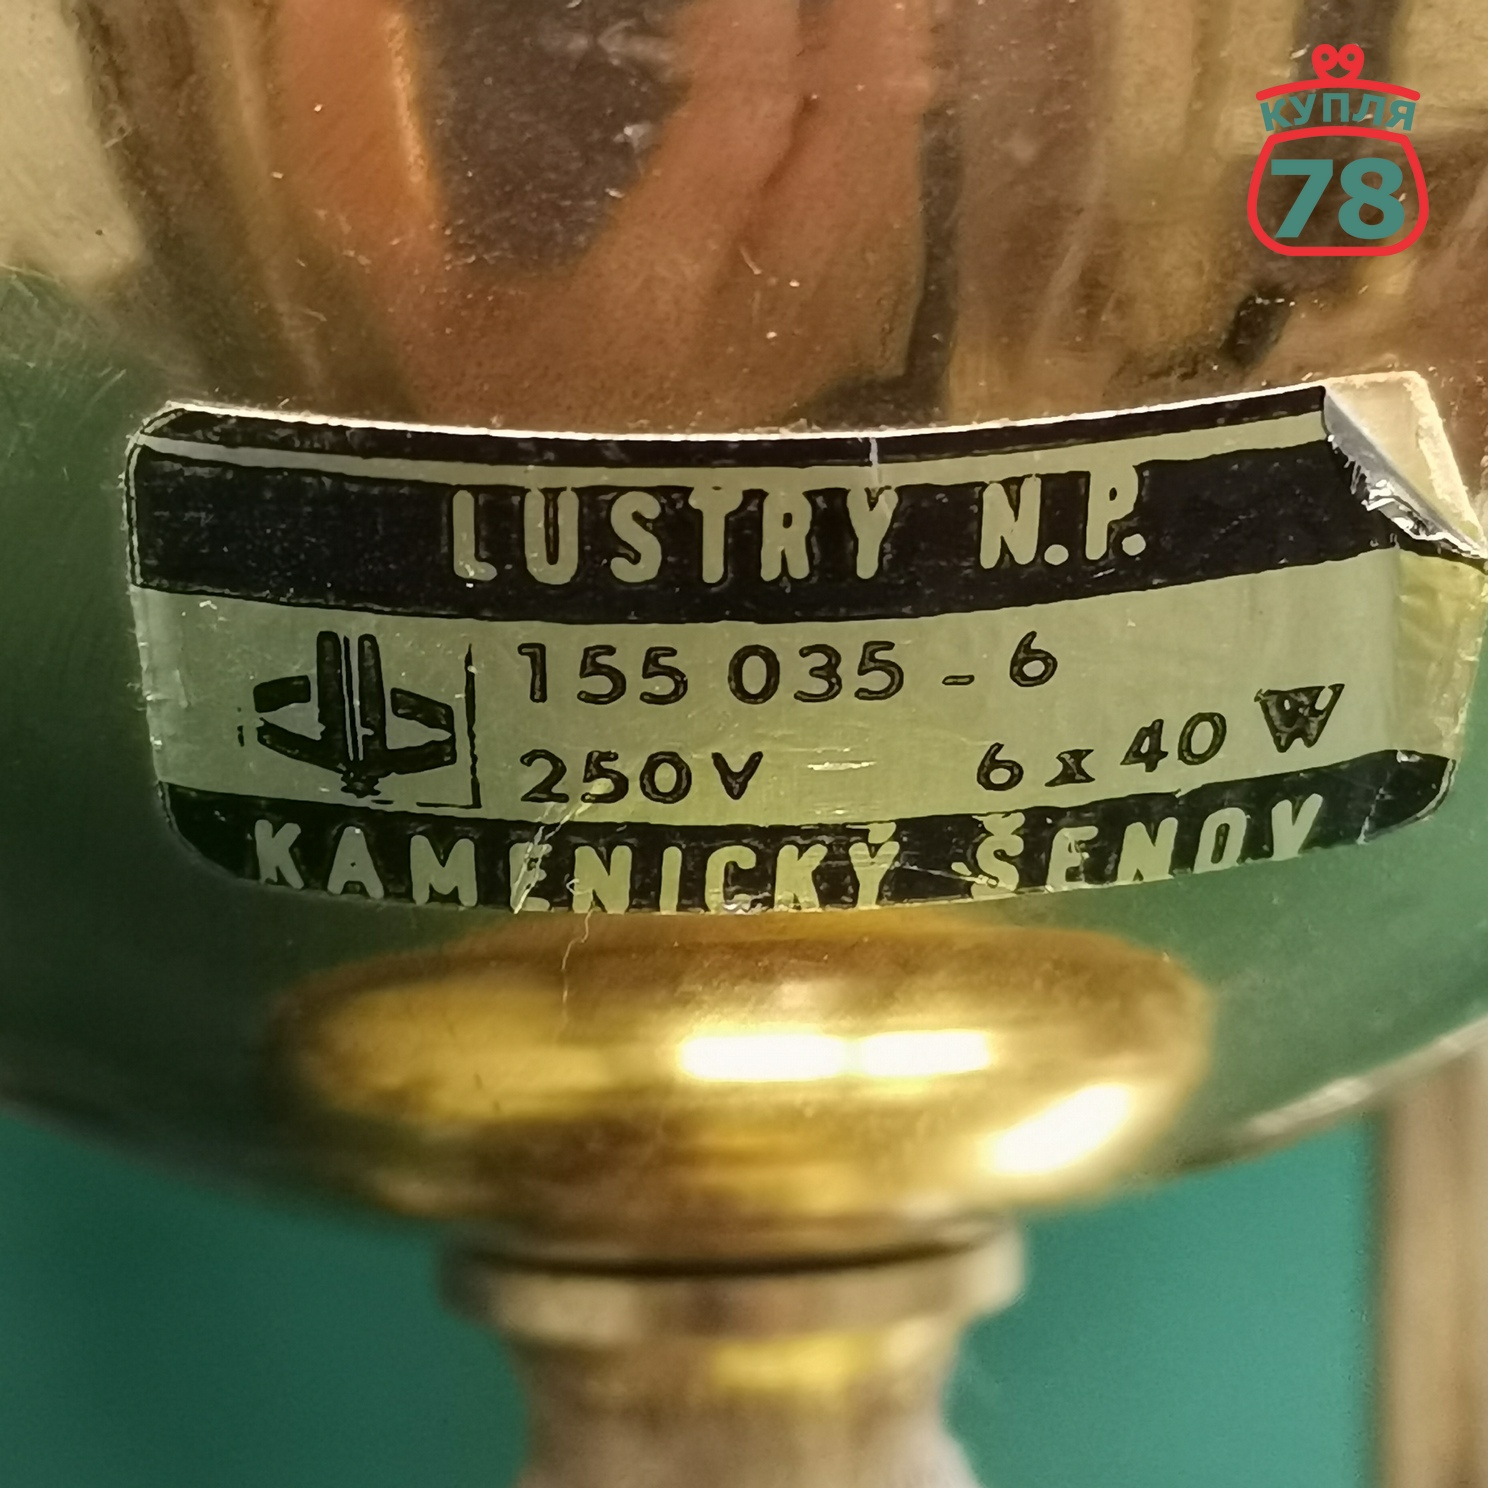 КУПЛЯ
78
LUSTRY N.P.
155 035 - 6
250V 6 x 40 W
KAMENICKÝ ŠENOV